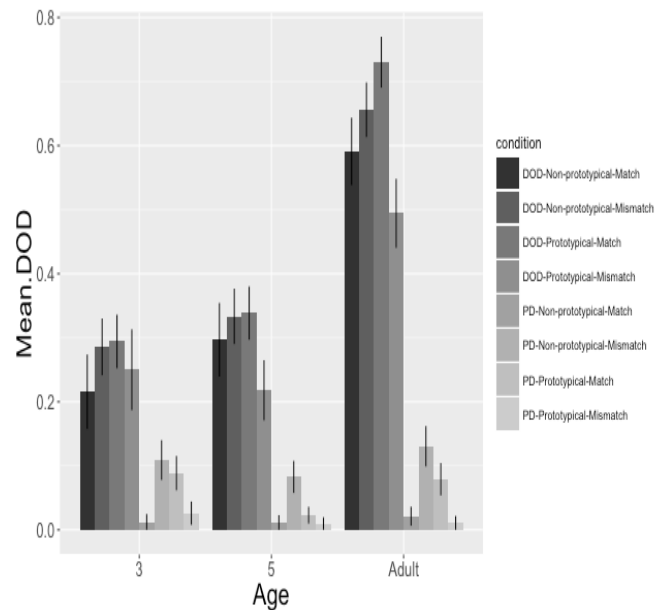 0.8
0.6
0.4
0.2
0.0
Mean.DOD
3 5 Adult
Age
condition
DOD-Non-prototypical-Match
DOD-Non-prototypical-Mismatch
DOD-Prototypical-Match
DOD-Prototypical-Mismatch
PD-Non-prototypical-Match
PD-Non-prototypical-Mismatch
PD-Prototypical-Match
PD-Prototypical-Mismatch